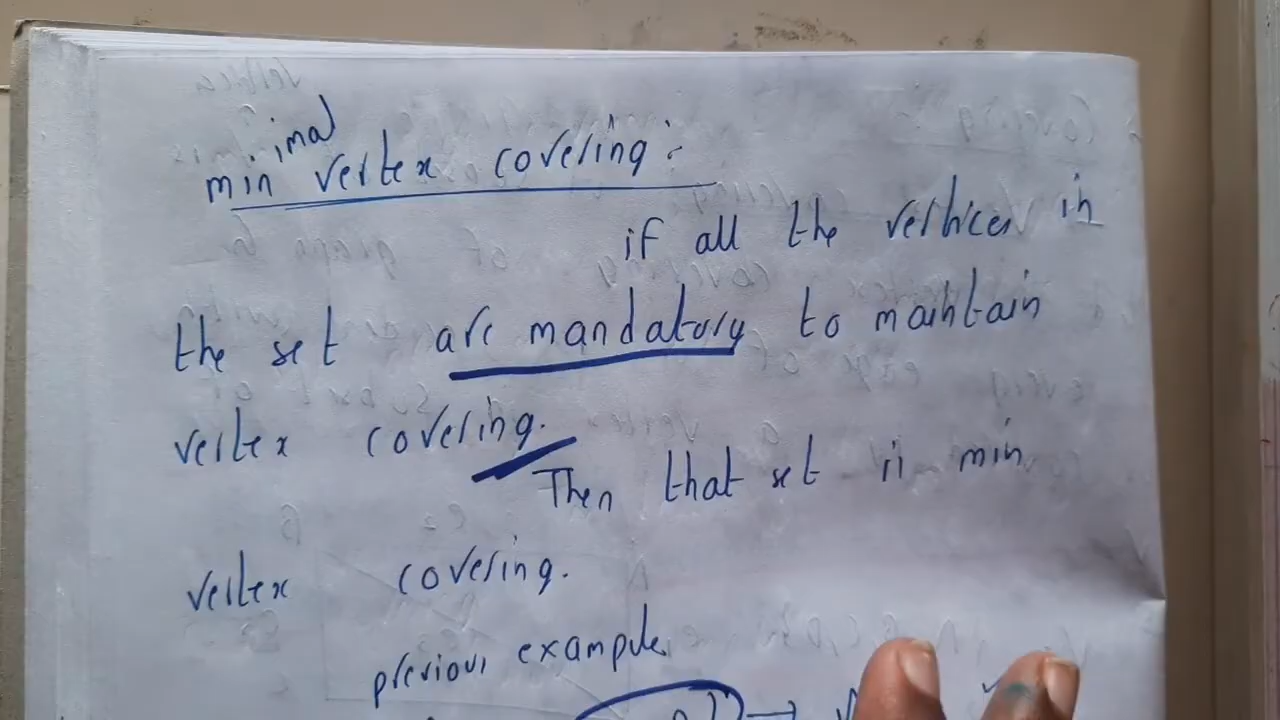 minimal vertex covering:
if all the vertices in
the set are mandatory to maintain
vertex covering.
Then that set is min
vertex covering.
previous example